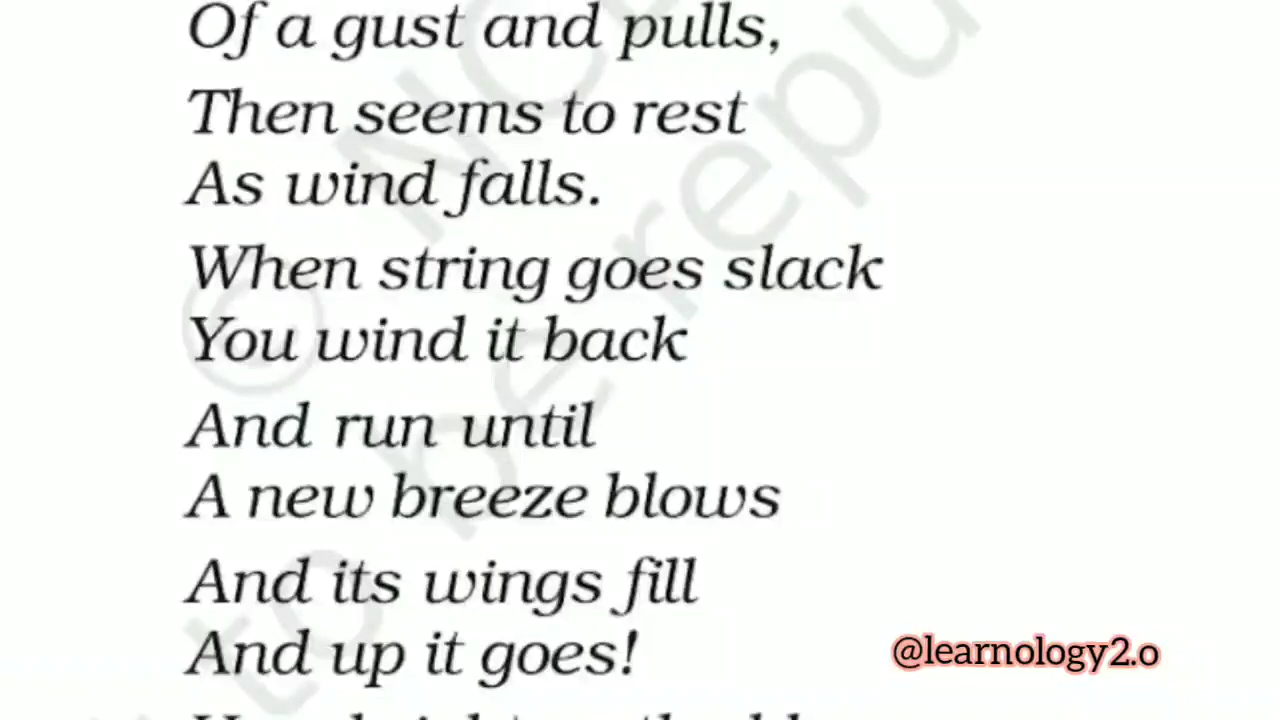 Of a gust and pulls,
Then seems to rest
As wind falls.
When string goes slack
You wind it back
And run until
A new breeze blows
And its wings fill
And up it goes!
@learnology2.o